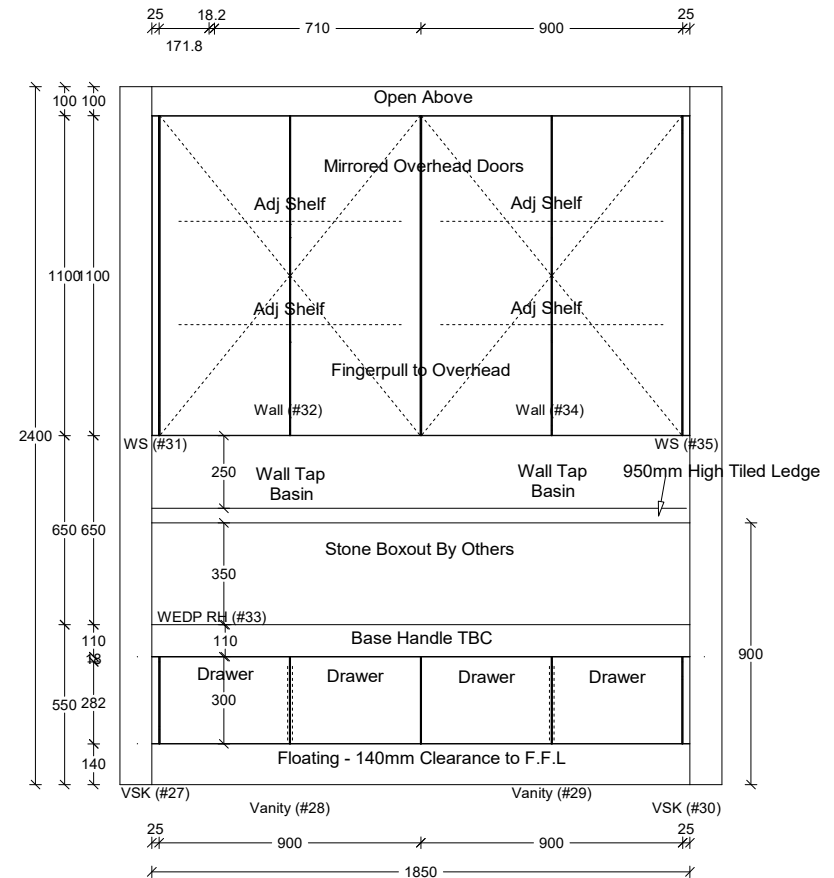 25 18.2 710 900 25
171.8
100 100
Open Above
Mirrored Overhead Doors
Adj Shelf Adj Shelf
1100 1100
Adj Shelf Adj Shelf
Fingerpull to Overhead
Wall (#32) Wall (#34)
2400
WS (#31) WS (#35)
250
Wall Tap Basin
Wall Tap Basin
950mm High Tiled Ledge
650 650
Stone Boxout By Others
350
WEDP RH (#33)
110 110
Base Handle TBC
18
900
Drawer Drawer Drawer Drawer
550 282 300
140
Floating - 140mm Clearance to F.F.L
VSK (#27) Vanity (#29)
Vanity (#28) VSK (#30)
25 900 900 25
1850